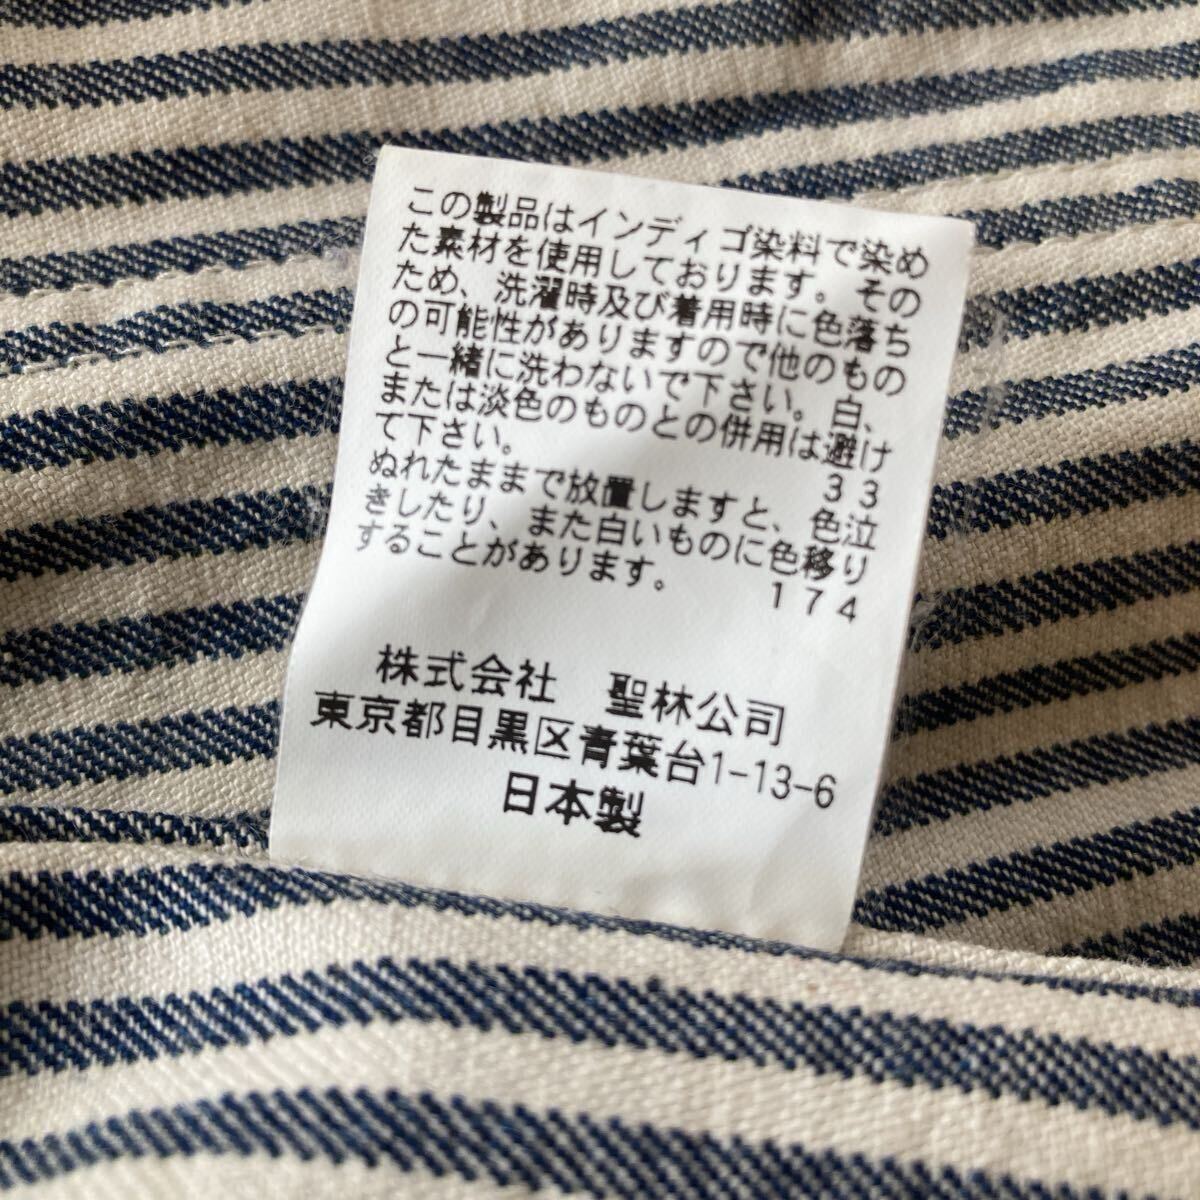 この製品はインディゴ染料で染め
た素材を使用しております。その
ため、洗濯時及び着用時に色落ち
の可能性がありますので他のもの
と一緒に洗わないで下さい。白、
または淡色のものとの併用は避け
て下さい。 33
ぬれたままで放置しますと、色泣
きしたり、また白いものに色移り
することがあります。 174
株式会社 聖林公司
東京都目黒区青葉台1-13-6
日本製